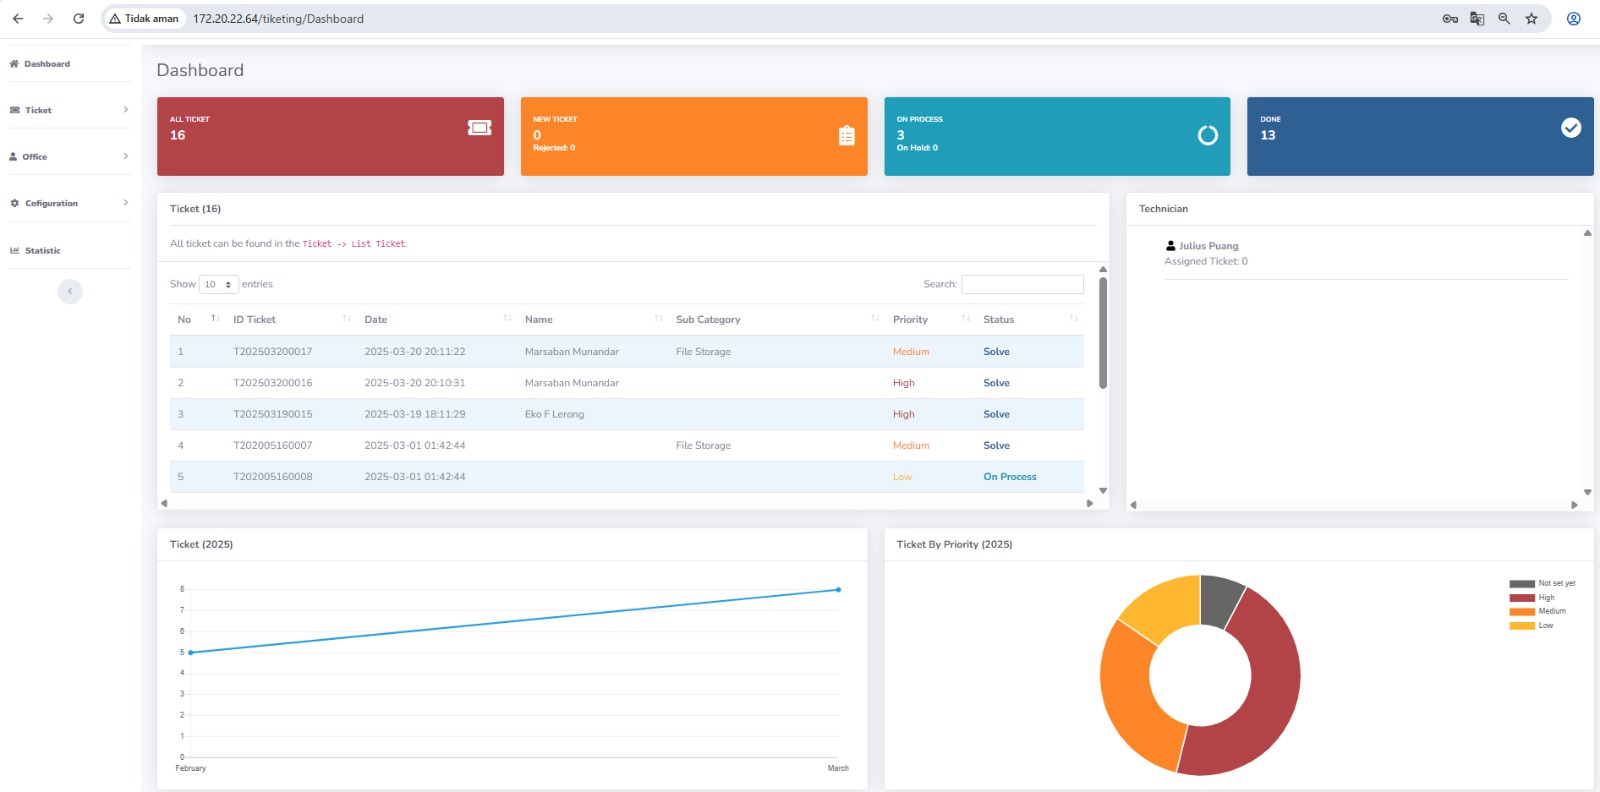 Tidak aman 172.20.22.64/tiketing/Dashboard
Dashboard
Ticket
Office
Cofiguration
Statistic
Dashboard
ALL TICKET
16
NEW TICKET
0
Rejected: 0
ON PROCESS
3
On Hold: 0
DONE
13
Ticket (16)
All ticket can be found in the Ticket -> List Ticket.
Show 10 entries
Search:
No ID Ticket Date Name Sub Category Priority Status
1 T202503200017 2025-03-20 20:11:22 Marsaban Munandar File Storage Medium Solve
2 T202503200016 2025-03-20 20:10:31 Marsaban Munandar High Solve
3 T202503190015 2025-03-19 18:11:29 Eko F Lerong High Solve
4 T202005160007 2025-03-01 01:42:44 File Storage Medium Solve
5 T202005160008 2025-03-01 01:42:44 Low On Process
Technician
Julius Puang
Assigned Ticket: 0
Ticket (2025)
8
7
6
5
4
3
2
1
0
February March
Ticket By Priority (2025)
Not set yet
High
Medium
Low